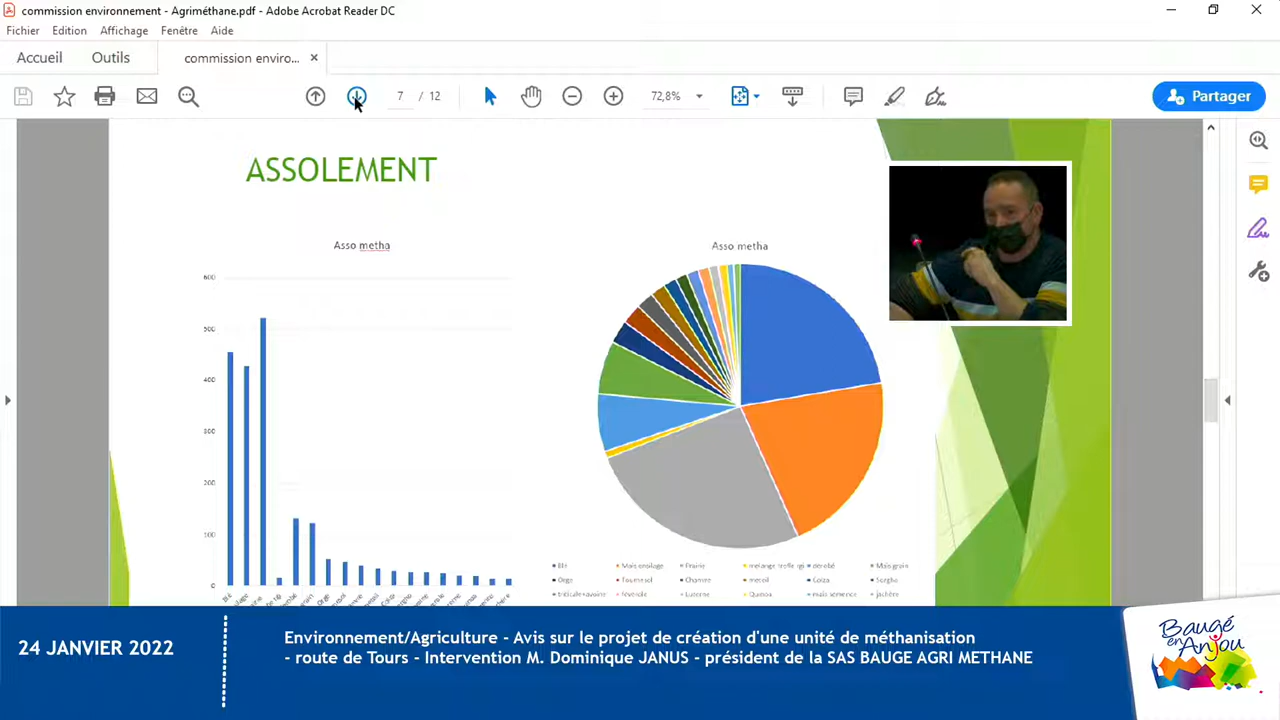 commission environnement - Agriméthane.pdf - Adobe Acrobat Reader DC
Fichier Edition Affichage Fenêtre Aide
Accueil Outils commission enviro... ×
7 / 12 72,8% Partager
ASSOLEMENT
Asso metha
600
500
400
300
200
100
0
Blé
Asso metha
Blé Maïs ensilage Prairie dérobé Maïs grain
Orge Tournesol Chanvre méteil Colza Sorgho
triticale+avoine féverole Luzerne Quinoa maïs semence jachère
24 JANVIER 2022
Environnement/Agriculture - Avis sur le projet de création d'une unité de méthanisation
- route de Tours - Intervention M. Dominique JANUS - président de la SAS BAUGE AGRI METHANE
Baugé
en Anjou